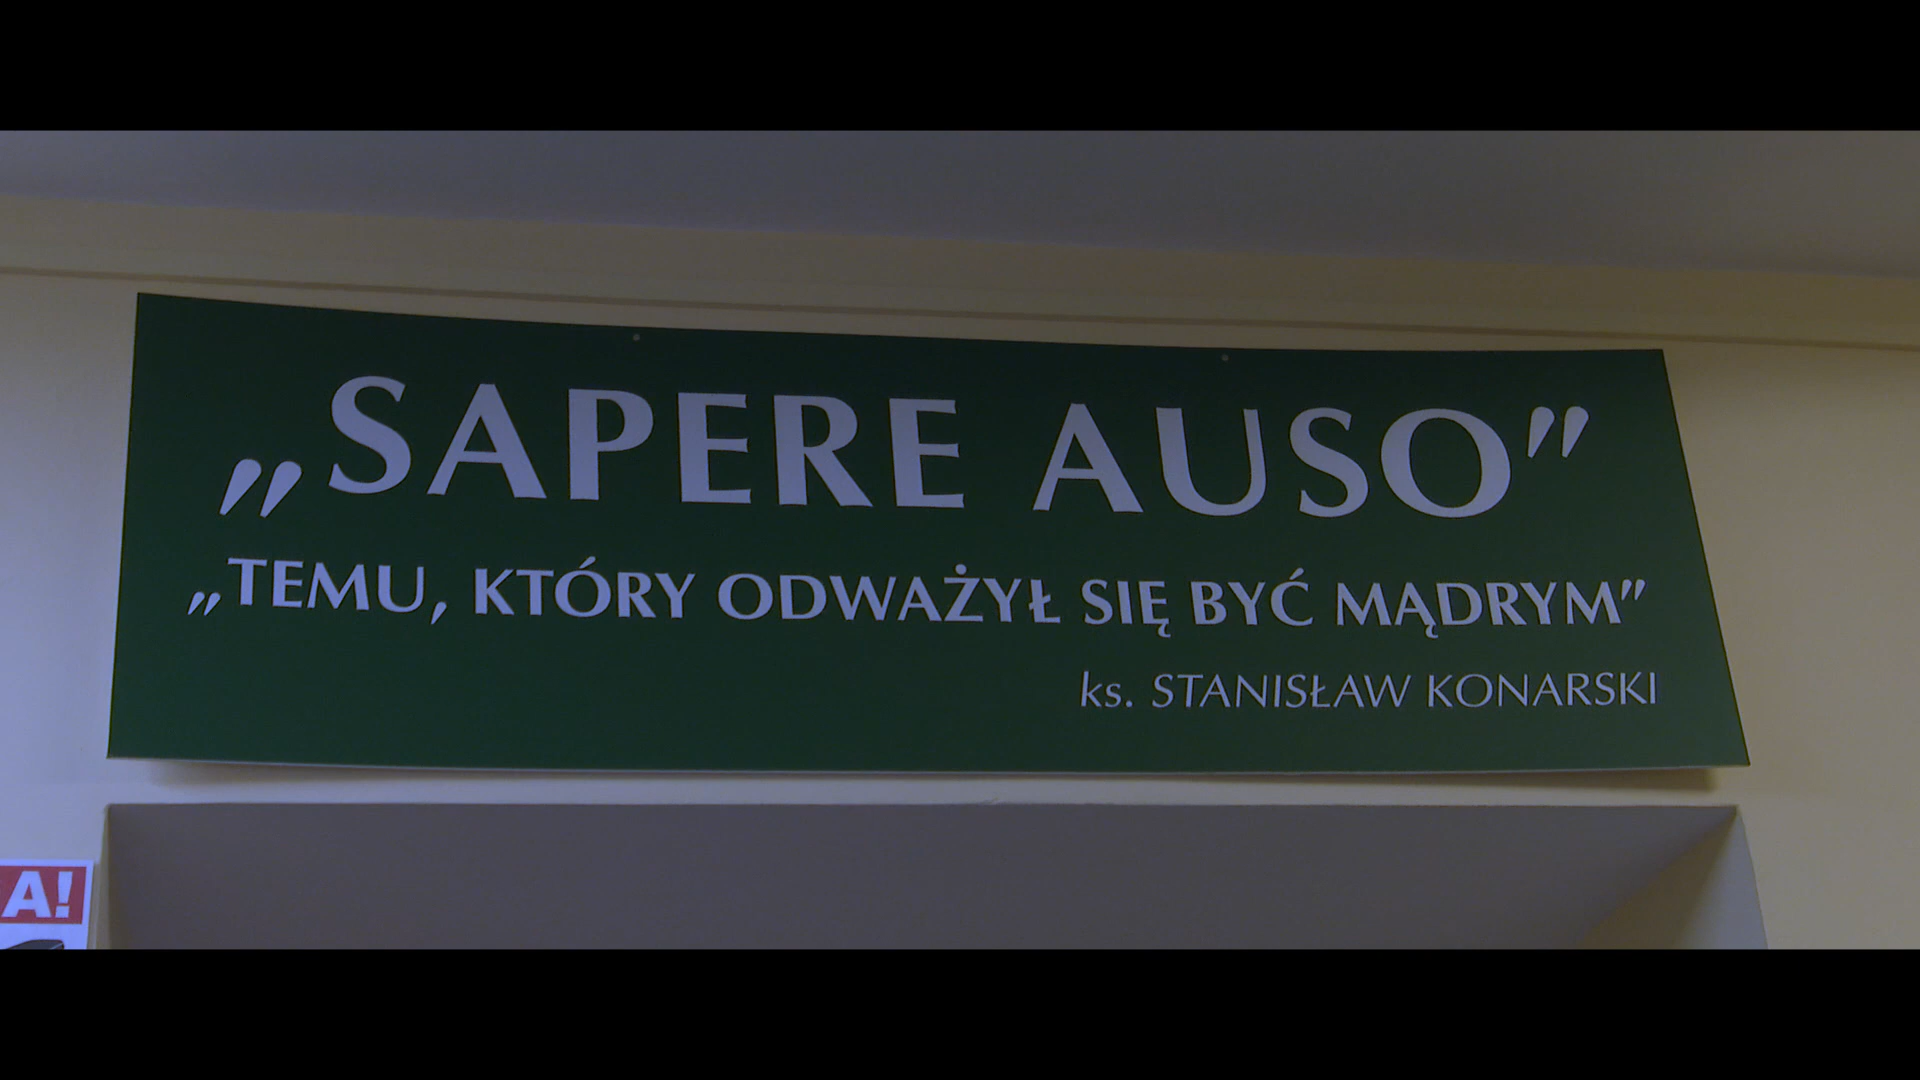 „SAPERE AUSO”
„TEMU, KTÓRY ODWAŻYŁ SIĘ BYĆ MĄDRYM”
ks. STANISŁAW KONARSKI
A!